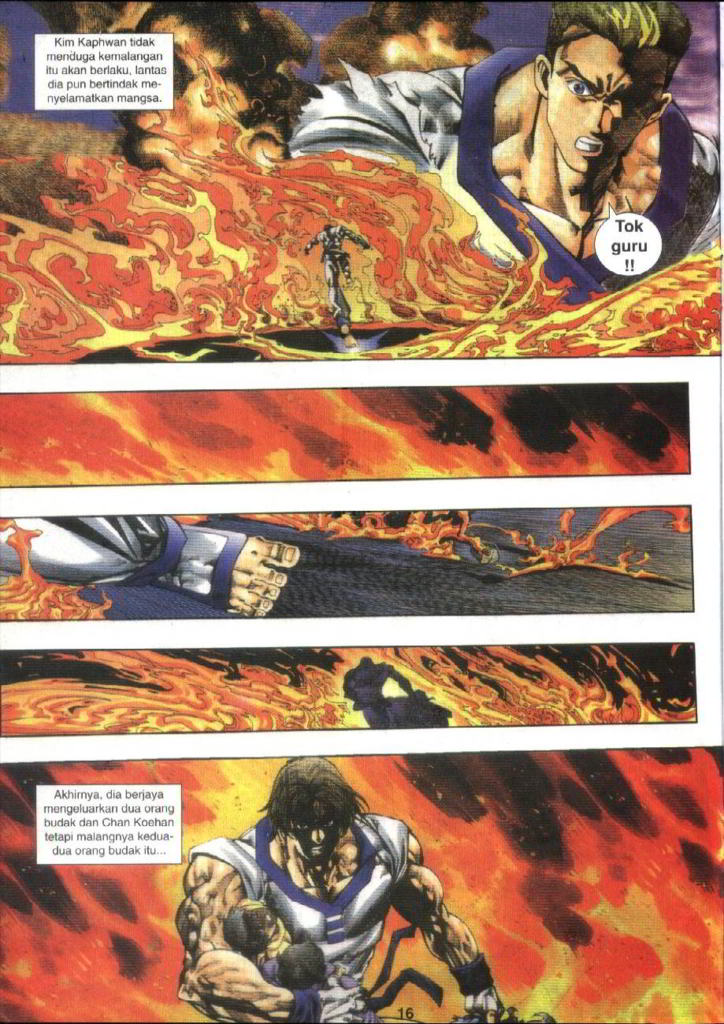 Kim Kaphwan tidak
menduga kemalangan
itu akan berlaku, lantas
dia pun bertindak me-
nyelamatkan mangsa.
Tok
guru
!!
Akhirnya, dia berjaya
mengeluarkan dua orang
budak dan Chan Koehan
tetapi malangnya kedua-
dua orang budak itu...
16